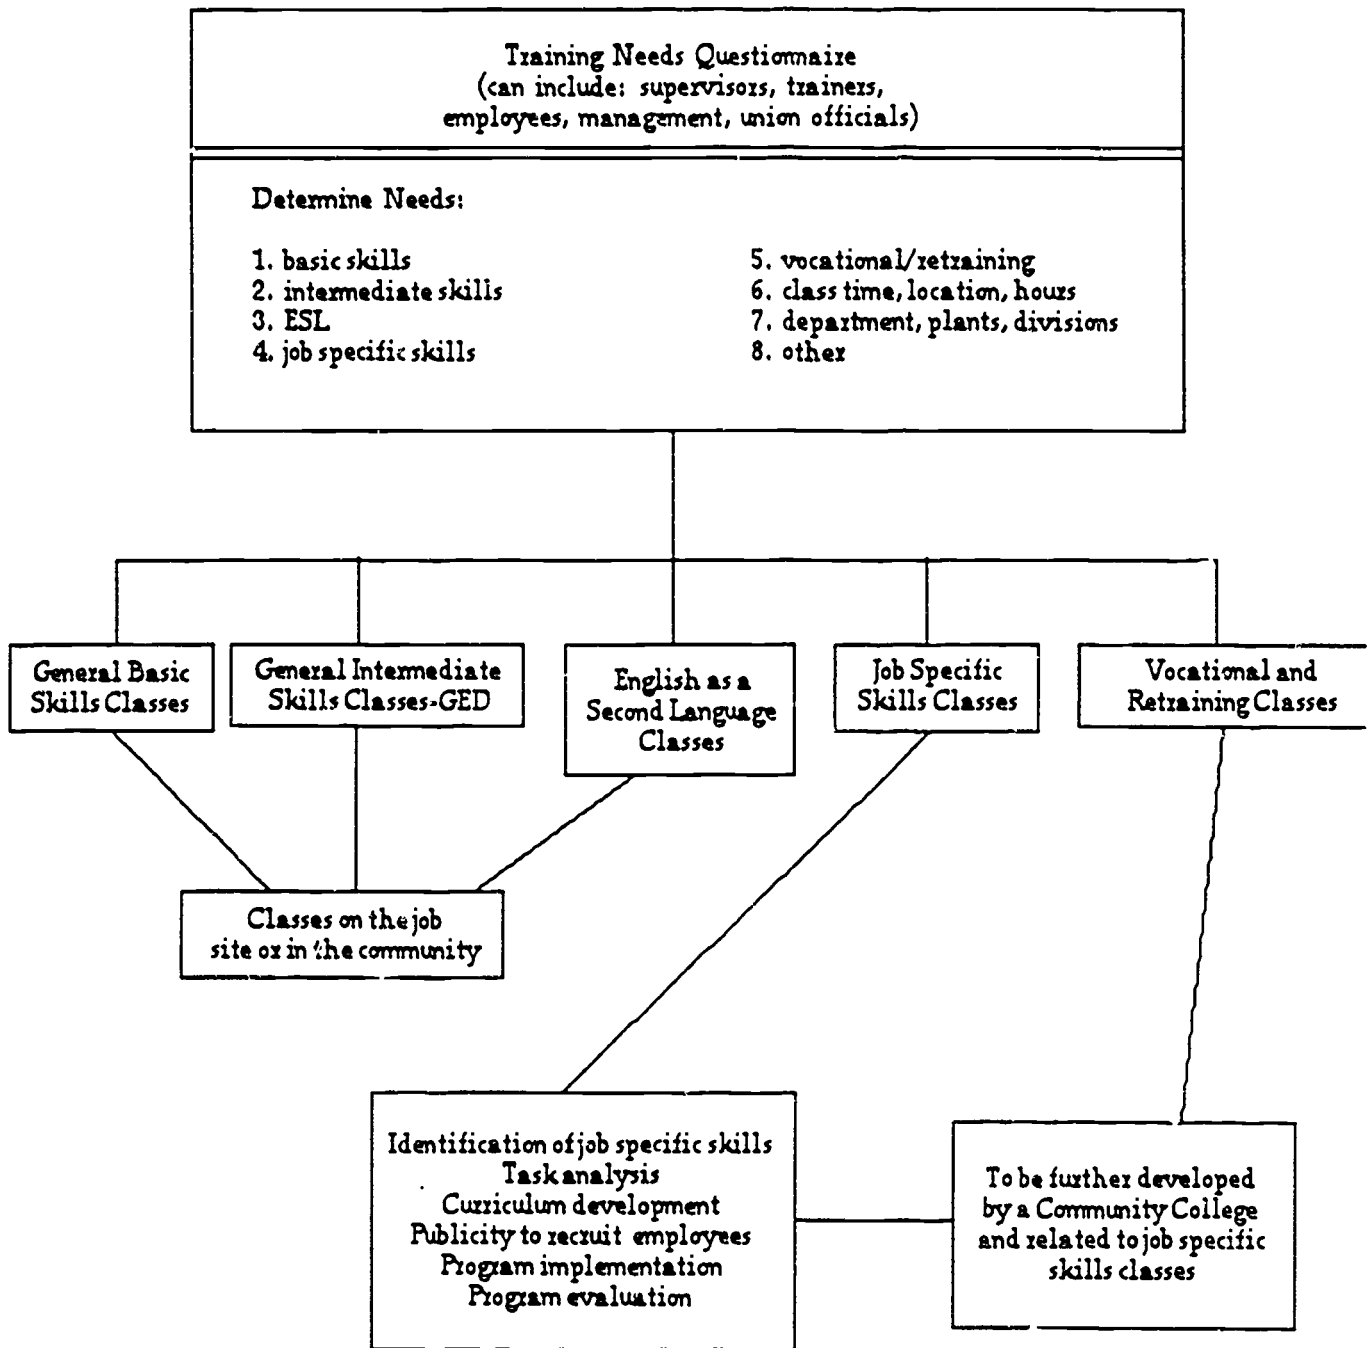 Training Needs Questionnaire
(can include: supervisors, trainers,
employees, management, union officials)
Determine Needs:
1. basic skills
2. intermediate skills
3. ESL
4. job specific skills
5. vocational/retraining
6. class time, location, hours
7. department, plants, divisions
8. other
General Basic
Skills Classes
General Intermediate
Skills Classes-GED
English as a
Second Language
Classes
Job Specific
Skills Classes
Vocational and
Retraining Classes
Classes on the job
site or in the community
Identification of job specific skills
Task analysis
Curriculum development
Publicity to recruit employees
Program implementation
Program evaluation
To be further developed
by a Community College
and related to job specific
skills classes